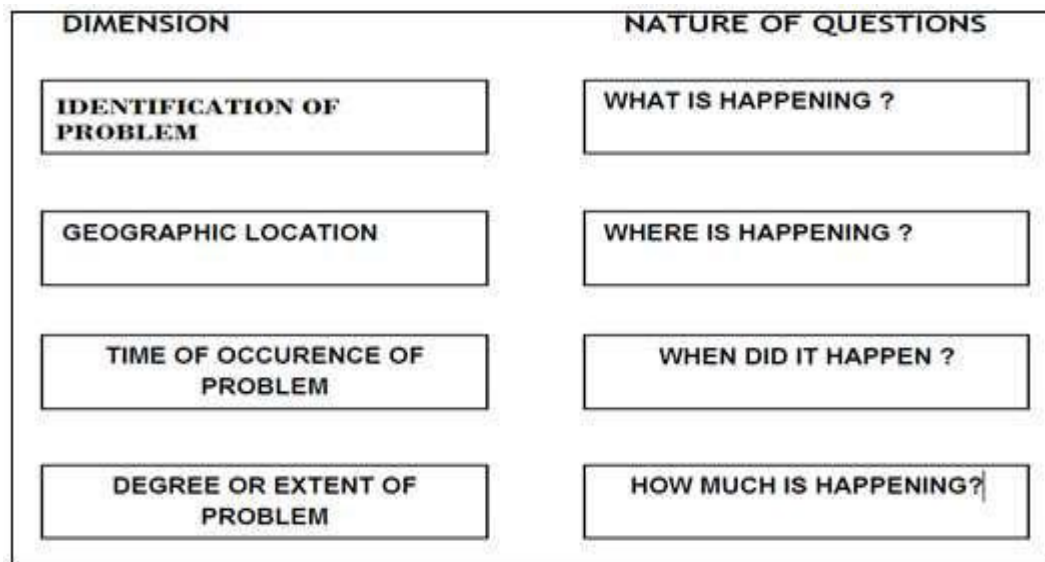 DIMENSION NATURE OF QUESTIONS
IDENTIFICATION OF
PROBLEM
WHAT IS HAPPENING ?
GEOGRAPHIC LOCATION
WHERE IS HAPPENING ?
TIME OF OCCURENCE OF
PROBLEM
WHEN DID IT HAPPEN ?
DEGREE OR EXTENT OF
PROBLEM
HOW MUCH IS HAPPENING?